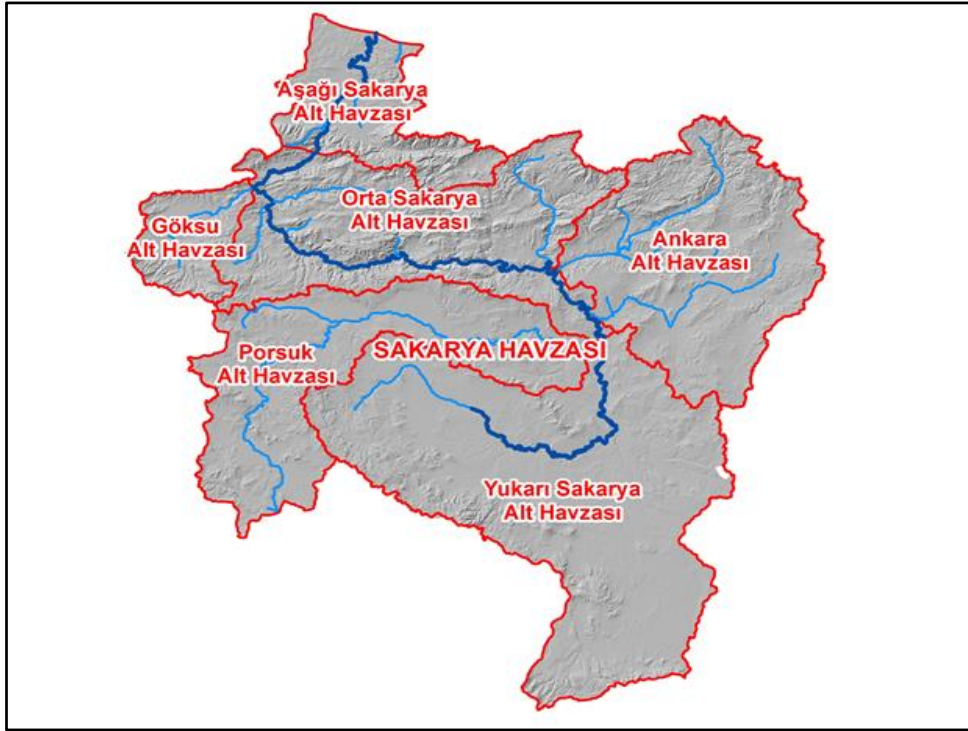 Aşağı Sakarya
Alt Havzası
Orta Sakarya
Alt Havzası
Göksu
Alt Havzası
Ankara
Alt Havzası
Porsuk
Alt Havzası
SAKARYA HAVZASI
Yukarı Sakarya
Alt Havzası